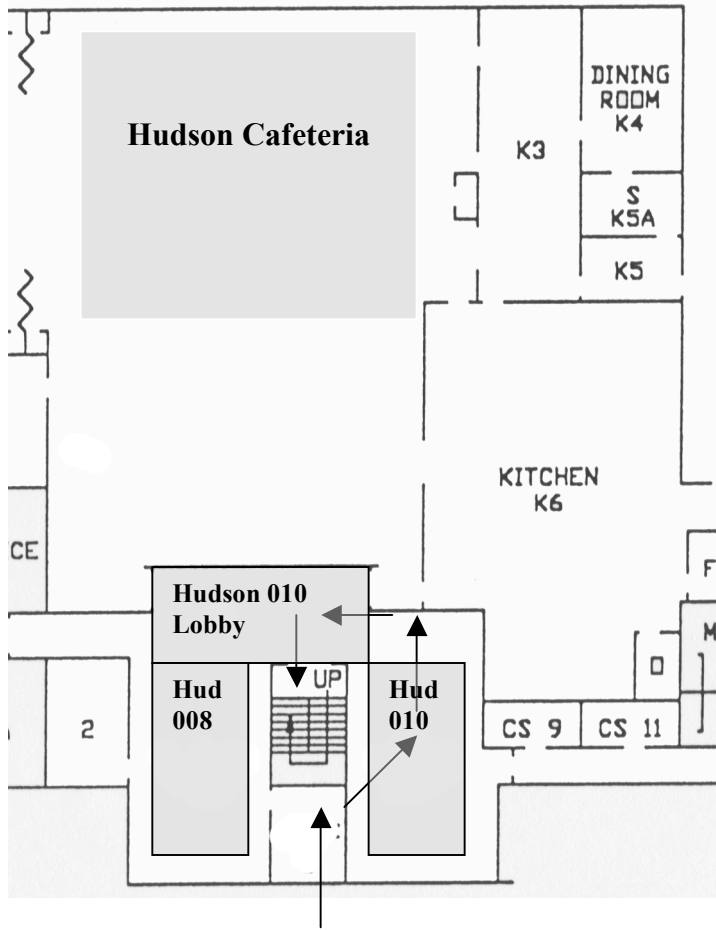 Hudson Cafeteria
DINING
ROOM
K4
K3
S
K5A
K5
KITCHEN
K6
CE
F
Hudson 010
Lobby
M
UP
Hud
008
Hud
010
2
CS 9
CS 11